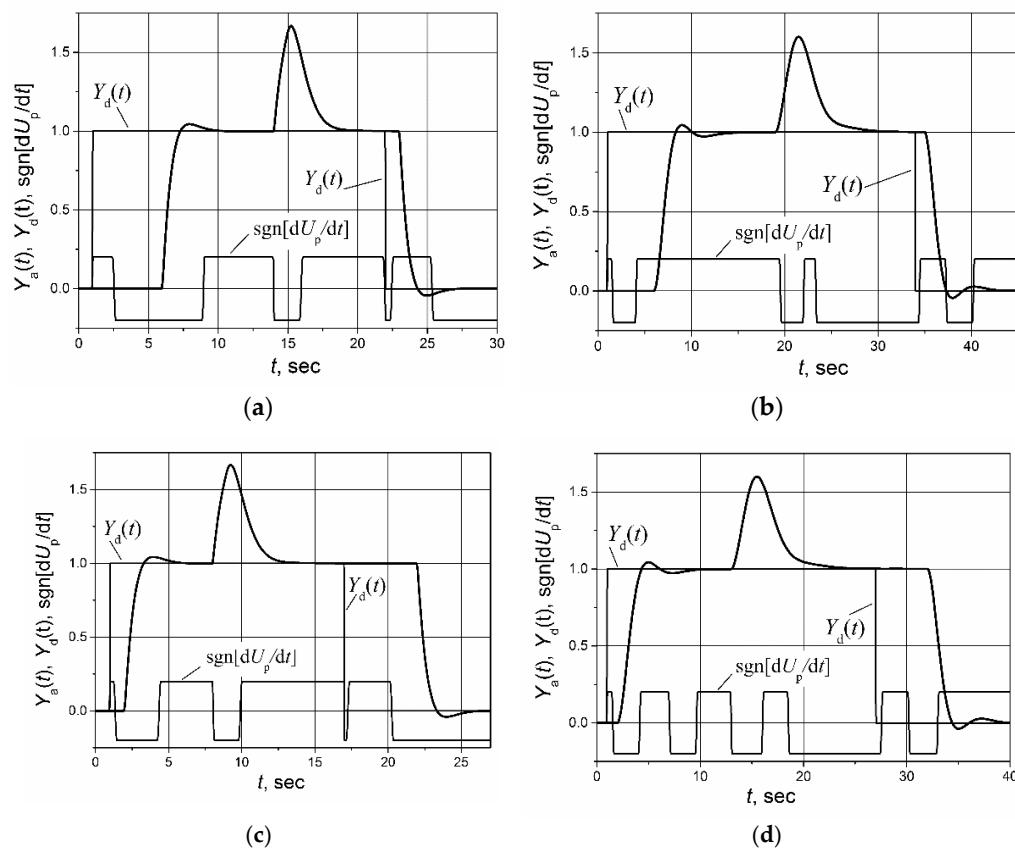 (a)
Y_a(t), Y_d(t), sgn[dU_p/dt]
1.5
1.0
0.5
0.0
Y_d(t)
Y_d(t)
sgn[dU_p/dt]
0 5 10 15 20 25 30
t, sec
(b)
Y_a(t), Y_d(t), sgn[dU_p/dt]
1.5
1.0
0.5
0.0
Y_d(t)
Y_d(t)
sgn[dU_p/dt]
0 10 20 30 40
t, sec
(c)
Y_a(t), Y_d(t), sgn[dU_p/dt]
1.5
1.0
0.5
0.0
Y_d(t)
Y_d(t)
sgn[dU_p/dt]
0 5 10 15 20 25
t, sec
(d)
Y_a(t), Y_d(t), sgn[dU_p/dt]
1.5
1.0
0.5
0.0
Y_d(t)
Y_d(t)
sgn[dU_p/dt]
0 10 20 30 40
t, sec